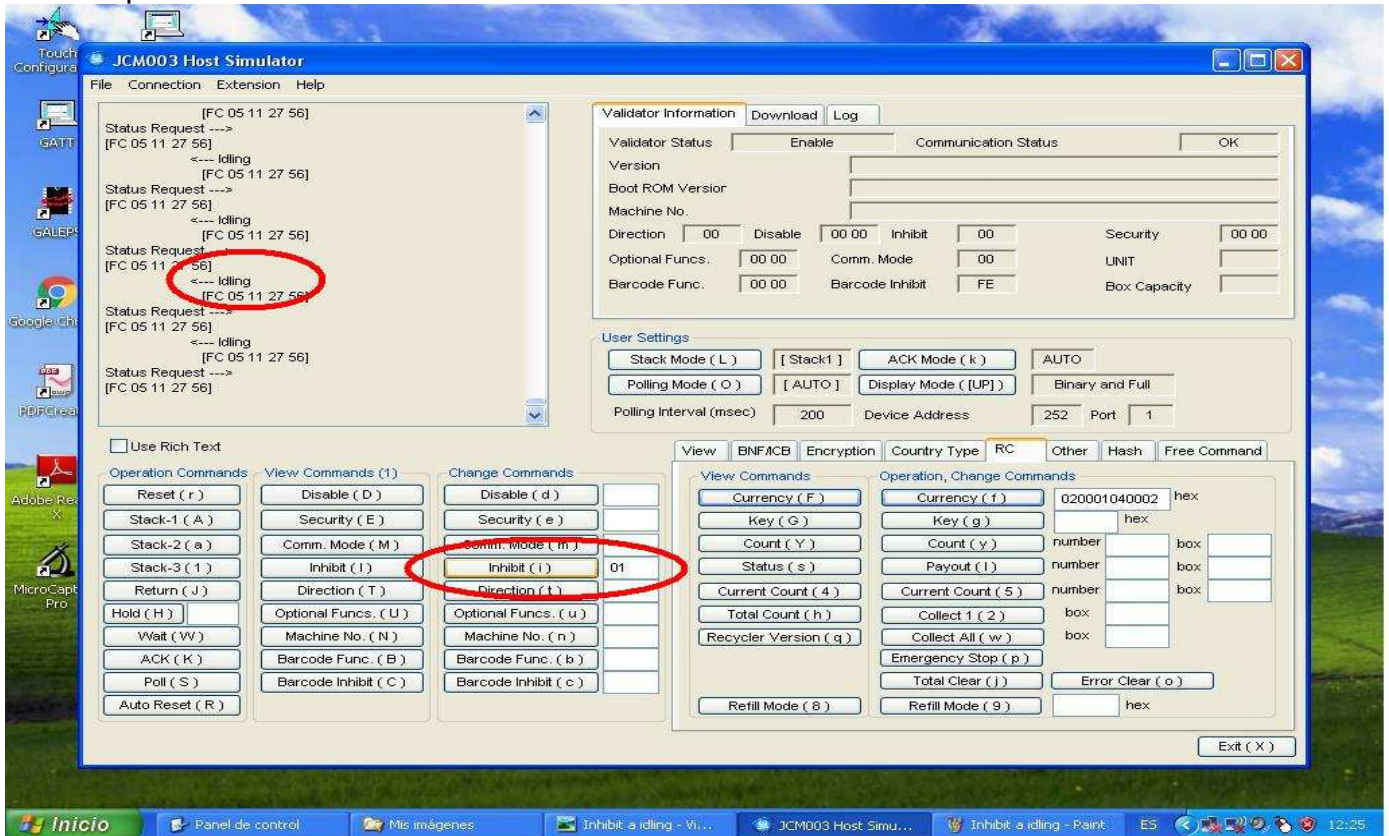 Touch
Configura
GATT
GALEP
Google Ch
PDFCrea
Adobe Re
X
MicroCapt
Pro
JCM003 Host Simulator
File Connection Extension Help
[FC 05 11 27 56]
Status Request --->
[FC 05 11 27 56]
<--- Idling
[FC 05 11 27 56]
Status Request --->
[FC 05 11 27 56]
<--- Idling
[FC 05 11 27 56]
Status Request --->
[FC 05 11 27 56]
<--- Idling
[FC 05 11 27 56]
Status Request --->
[FC 05 11 27 56]
<--- Idling
[FC 05 11 27 56]
Status Request --->
[FC 05 11 27 56]
Use Rich Text
Validator Information Download Log
Validator Status Enable Communication Status OK
Version
Boot ROM Version
Machine No.
Direction 00 Disable 00 00 Inhibit 00 Security 00 00
Optional Funcs. 00 00 Comm. Mode 00 UNIT
Barcode Func. 00 00 Barcode Inhibit FE Box Capacity
User Settings
Stack Mode ( L ) [ Stack1 ] ACK Mode ( k ) AUTO
Polling Mode ( O ) [ AUTO ] Display Mode ( [UP] ) Binary and Full
Polling Interval (msec) 200 Device Address 252 Port 1
Operation Commands View Commands (1) Change Commands
Reset ( r ) Disable ( D ) Disable ( d )
Stack-1 ( A ) Security ( E ) Security ( e )
Stack-2 ( a ) Comm. Mode ( M ) Comm. Mode ( m )
Stack-3 ( 1 ) Inhibit ( I ) Inhibit ( i ) 01
Return ( J ) Direction ( T ) Direction ( t )
Hold ( H ) Optional Funcs. ( U ) Optional Funcs. ( u )
Wait ( W ) Machine No. ( N ) Machine No. ( n )
ACK ( K ) Barcode Func. ( B ) Barcode Func. ( b )
Poll ( S ) Barcode Inhibit ( C ) Barcode Inhibit ( c )
Auto Reset ( R )
View BNF/ICB Encryption Country Type RC Other Hash Free Command
View Commands Operation, Change Commands
Currency ( F ) Currency ( f ) 020001040002 hex
Key ( G ) Key ( g ) hex
Count ( Y ) Count ( y ) number box
Status ( s ) Payout ( l ) number box
Current Count ( 4 ) Current Count ( 5 ) number box
Total Count ( h ) Collect 1 ( 2 ) box
Recycler Version ( q ) Collect All ( w ) box
Emergency Stop ( p )
Total Clear ( j ) Error Clear ( o )
Refill Mode ( 8 ) Refill Mode ( 9 ) hex
Exit ( X )
Inicio Panel de control Mis imágenes Inhibit a idling - Vi... JCM003 Host Simu... Inhibit a idling - Paint ES 12:25